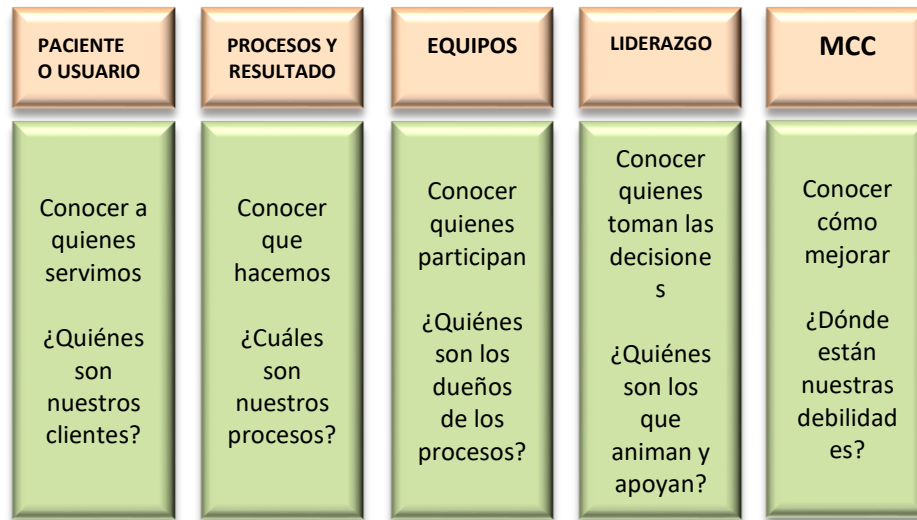 PACIENTE
O USUARIO
PROCESOS Y
RESULTADO
EQUIPOS
LIDERAZGO
MCC
Conocer a
quienes
servimos
¿Quiénes
son
nuestros
clientes?
Conocer
que
hacemos
¿Cuáles
son
nuestros
procesos?
Conocer
quienes
participan
¿Quiénes
son los
dueños
de los
procesos?
Conocer
quienes
toman las
decisione
s
¿Quiénes
son los
que
animan y
apoyan?
Conocer
cómo
mejorar
¿Dónde
están
nuestras
debilidad
es?